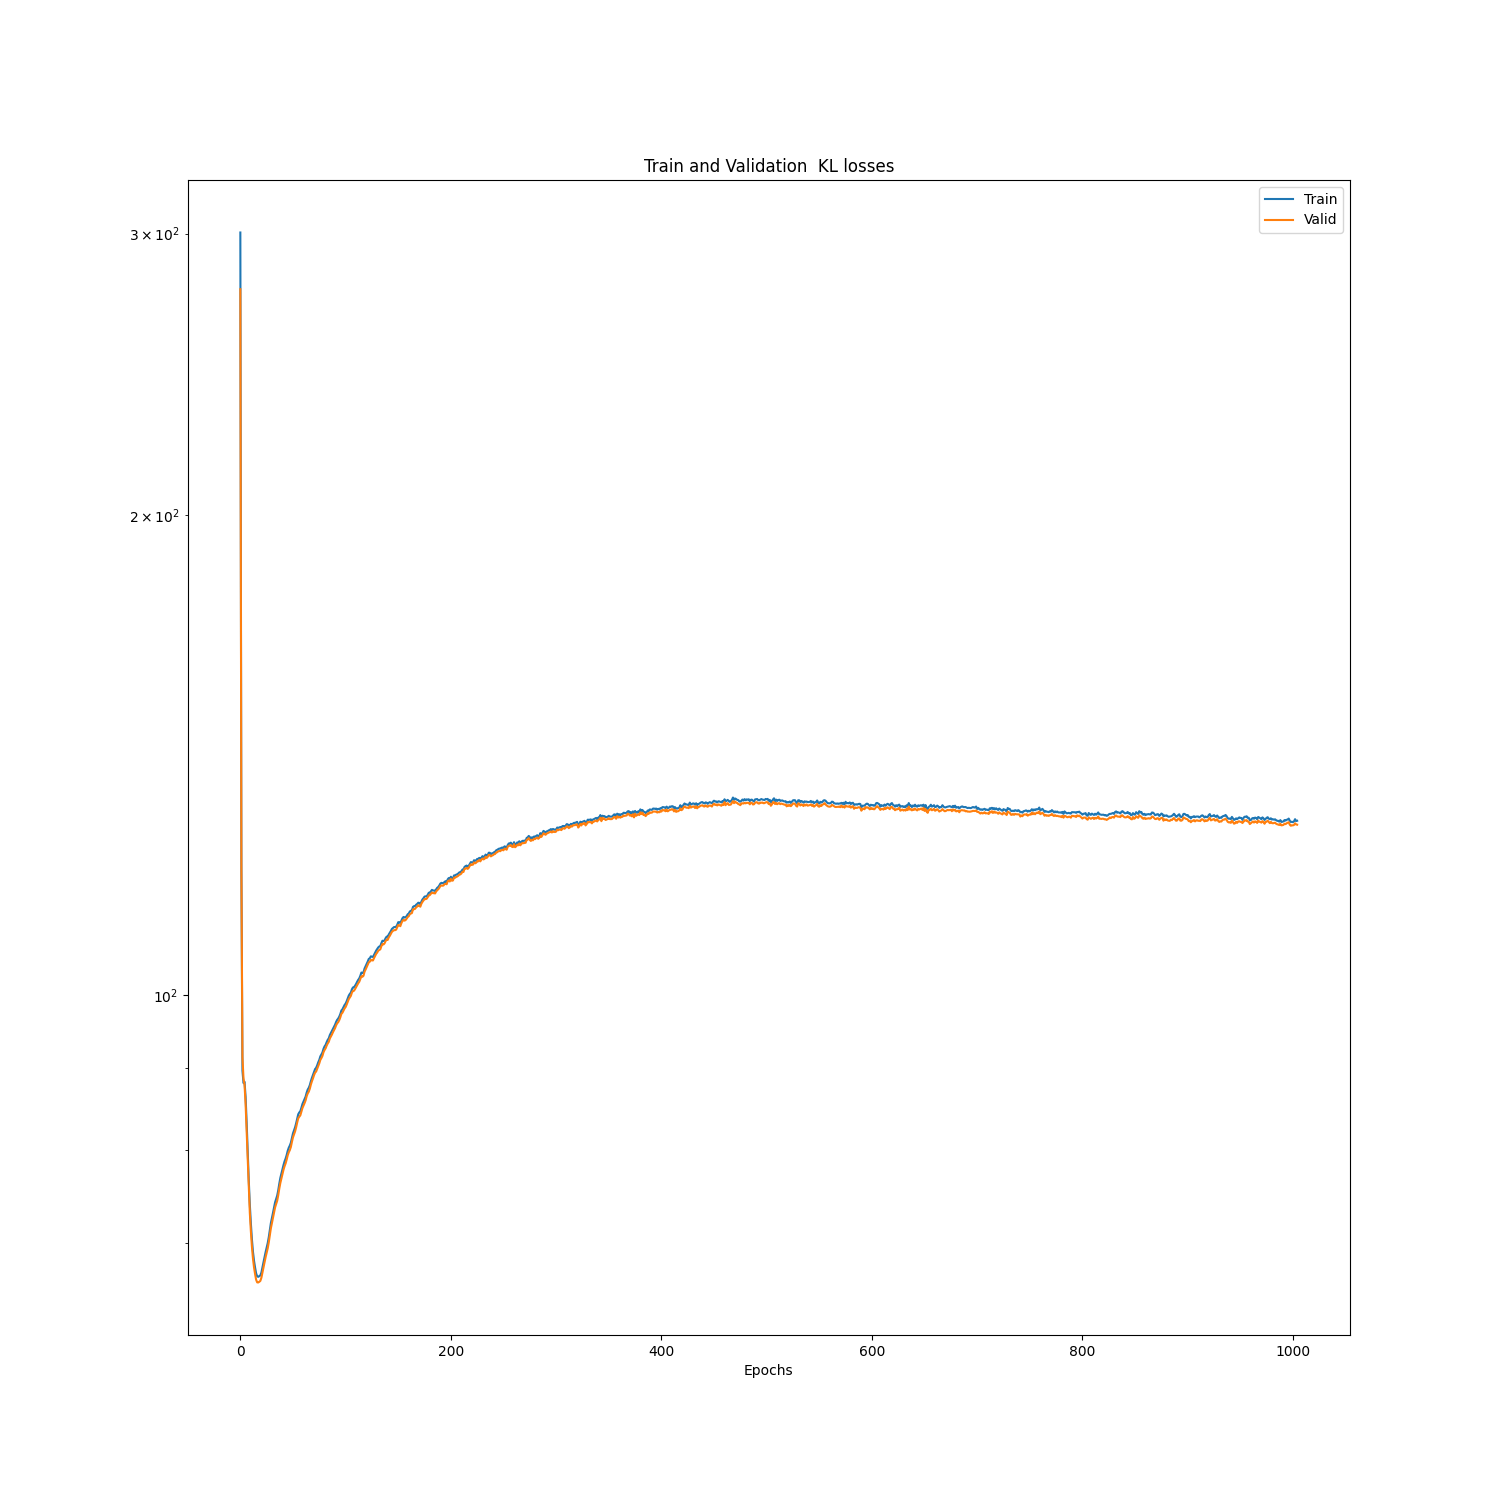 Train and Validation  KL losses
Train
Valid
3 × 10²
2 × 10²
10²
0 200 400 600 800 1000
Epochs